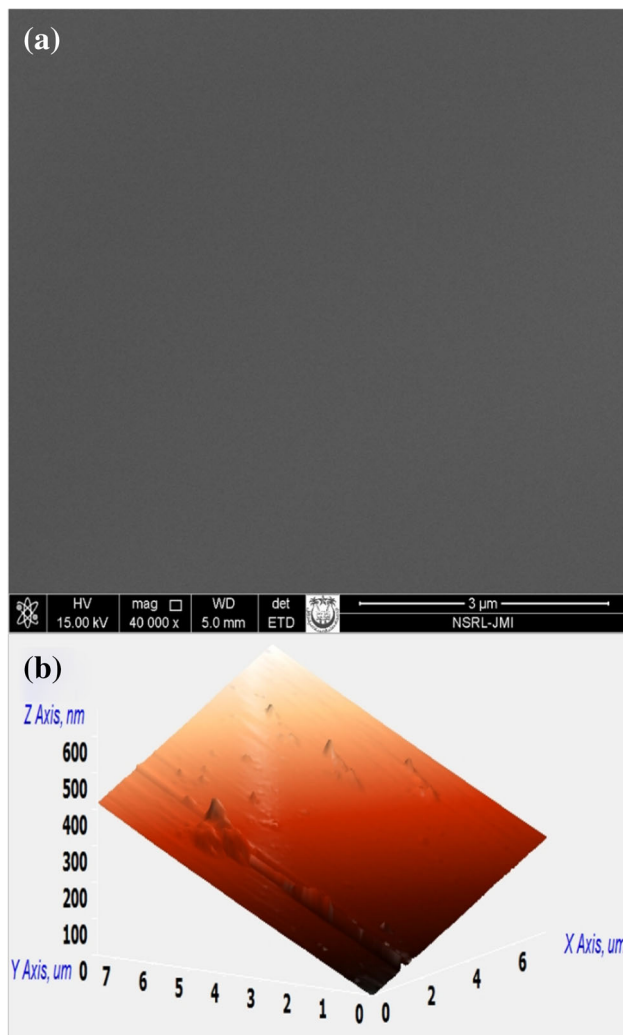 (a)
HV
15.00 kV
mag
40 000 x
WD
5.0 mm
det
ETD
3 µm
NSRL-JMI
(b)
Z Axis, nm
600
500
400
300
200
100
0
Y Axis, um
7 6 5 4 3 2 1 0
0 2 4 6
X Axis, um